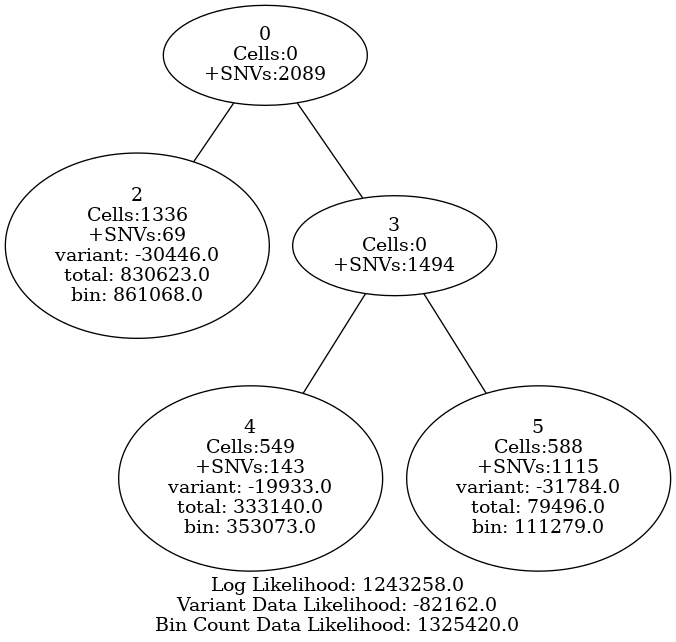 0
Cells:0
+SNVs:2089
2
Cells:1336
+SNVs:69
variant: -30446.0
total: 830623.0
bin: 861068.0
3
Cells:0
+SNVs:1494
4
Cells:549
+SNVs:143
variant: -19933.0
total: 333140.0
bin: 353073.0
5
Cells:588
+SNVs:1115
variant: -31784.0
total: 79496.0
bin: 111279.0
Log Likelihood: 1243258.0
Variant Data Likelihood: -82162.0
Bin Count Data Likelihood: 1325420.0